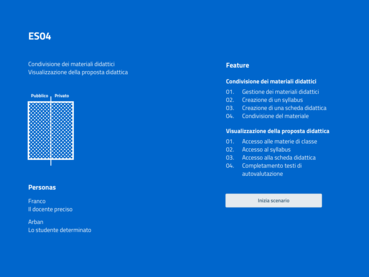 ES04
Condivisione dei materiali didattici
Visualizzazione della proposta didattica
Pubblico
Privato
Personas
Franco
Il docente preciso
Arban
Lo studente determinato
Feature
Condivisione dei materiali didattici
01. Gestione dei materiali didattici
02. Creazione di un syllabus
03. Creazione di una scheda didattica
04. Condivisione del materiale
Visualizzazione della proposta didattica
01. Accesso alle materie di classe
02. Accesso al syllabus
03. Accesso alla scheda didattica
04. Completamento testi di
autovalutazione
Inizia scenario